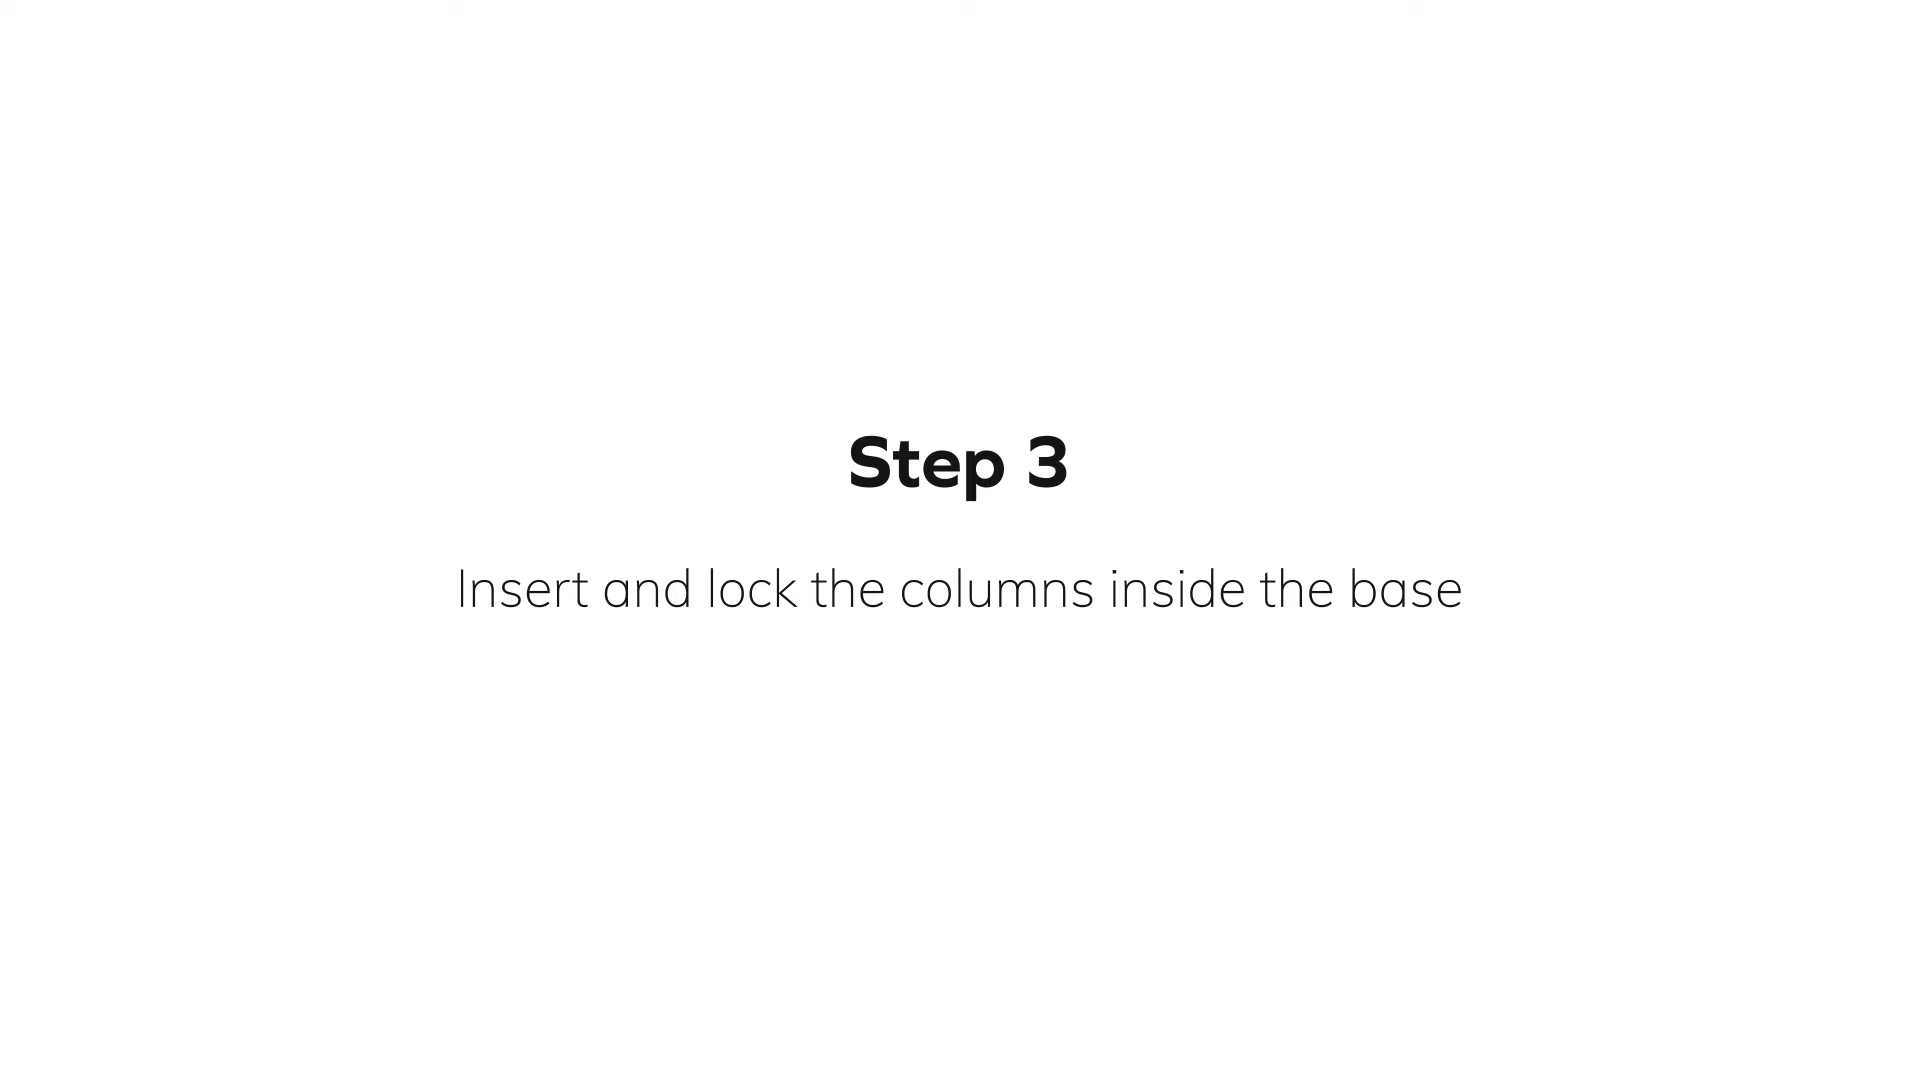 Step 3
Insert and lock the columns inside the base